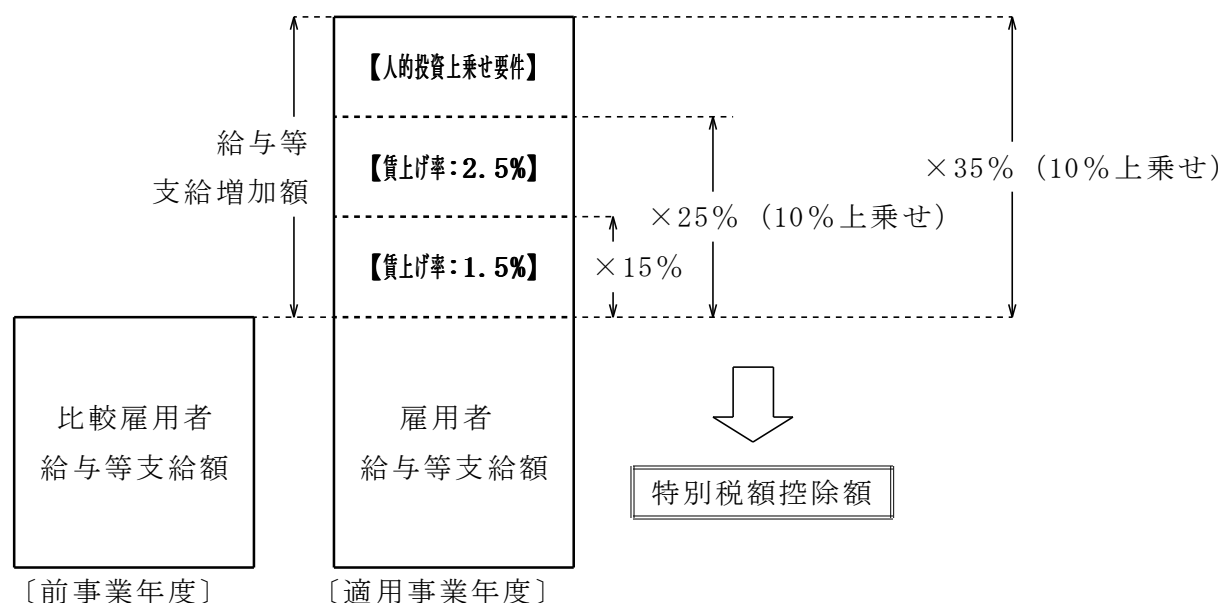 【人的投資上乗せ要件】
給与等
支給増加額
【賃上げ率:2.5%】
×35% (10%上乗せ)
×25% (10%上乗せ)
【賃上げ率:1.5%】
×15%
比較雇用者
給与等支給額
雇用者
給与等支給額
特別税額控除額
〔前事業年度〕
〔適用事業年度〕